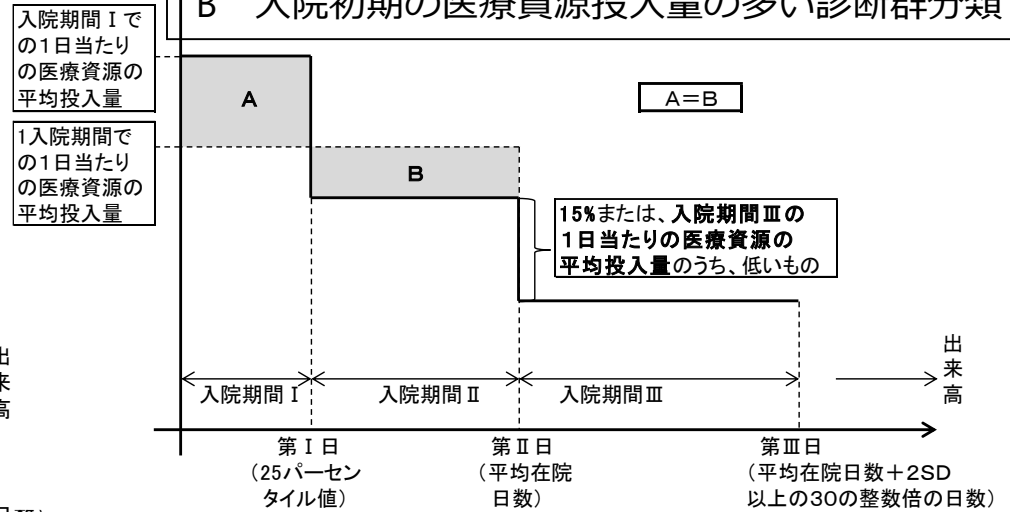 B 入院初期の医療資源投入量の多い診断群分類
入院期間Ⅰで
の1日当たり
の医療資源の
平均投入量
1入院期間で
の1日当たり
の医療資源の
平均投入量
A
A=B
B
15%または、入院期間Ⅲの
1日当たりの医療資源の
平均投入量のうち、低いもの
出来高
入院期間Ⅰ
入院期間Ⅱ
入院期間Ⅲ
出来高
第Ⅰ日
(25パーセン
タイル値)
第Ⅱ日
(平均在院
日数)
第Ⅲ日
(平均在院日数+2SD
以上の30の整数倍の日数)